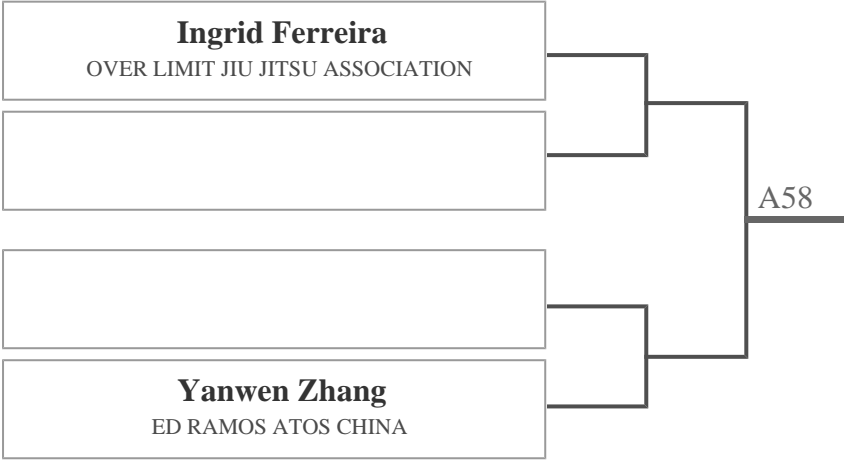 Ingrid Ferreira
OVER LIMIT JIU JITSU ASSOCIATION
A58
Yanwen Zhang
ED RAMOS ATOS CHINA